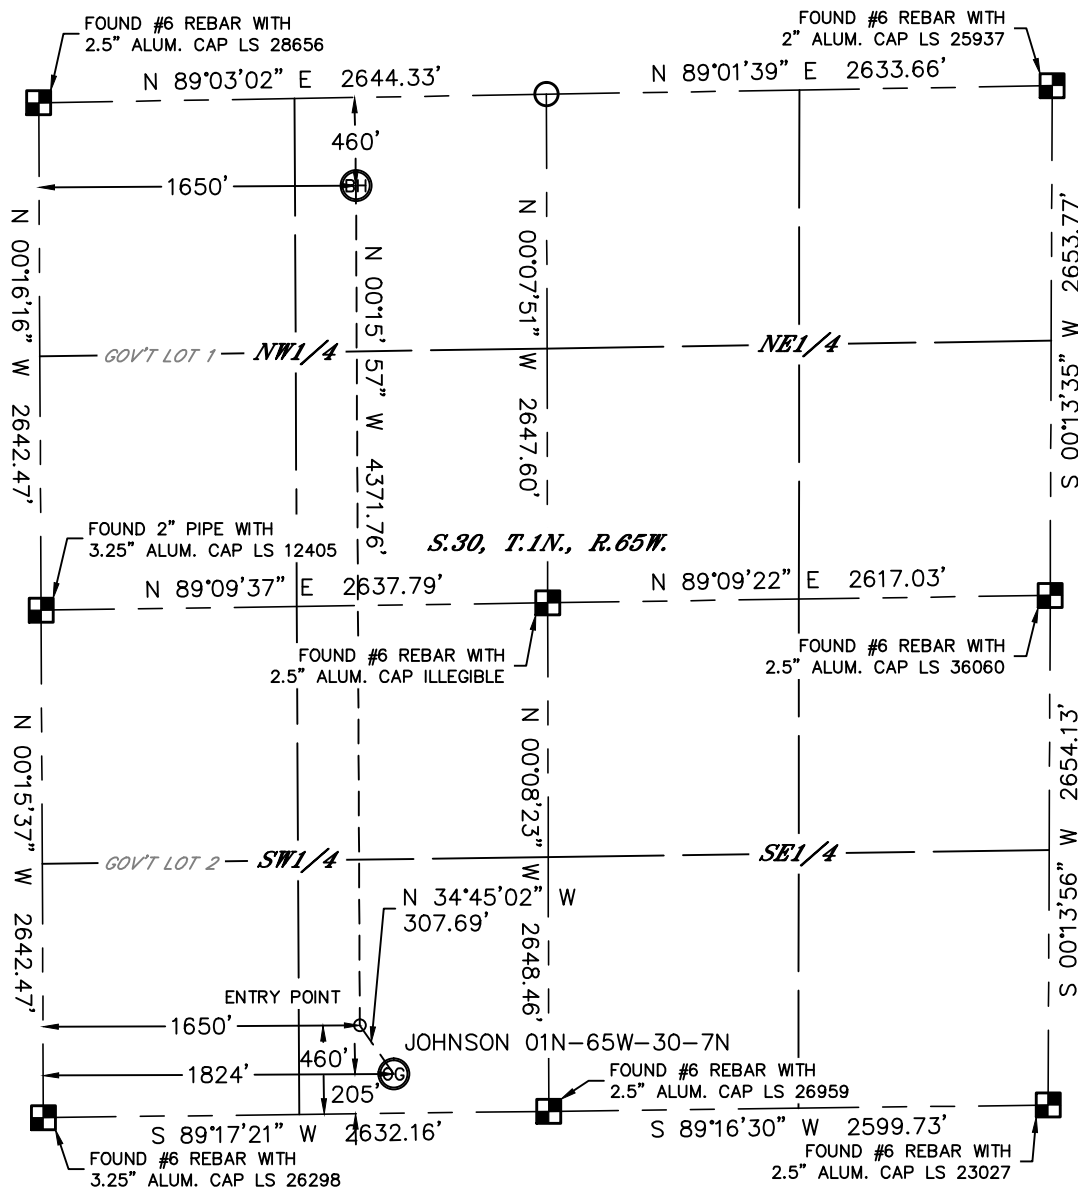 FOUND #6 REBAR WITH
2.5" ALUM. CAP LS 28656
FOUND #6 REBAR WITH
2" ALUM. CAP LS 25937
N 89°03'02" E 2644.33'
N 89°01'39" E 2633.66'
460'
1650'
BH
N 00°16'16" W 2642.47'
N 00°15'57" W 4371.76'
N 00°07'51" W 2647.60'
S 00°13'35" W 2653.77'
GOV'T LOT 1
NW1/4
NE1/4
FOUND 2" PIPE WITH
3.25" ALUM. CAP LS 12405
S.30, T.1N., R.65W.
N 89°09'37" E 2637.79'
N 89°09'22" E 2617.03'
FOUND #6 REBAR WITH
2.5" ALUM. CAP ILLEGIBLE
FOUND #6 REBAR WITH
2.5" ALUM. CAP LS 36060
N 00°15'37" W 2642.47'
N 00°08'23" W 2648.46'
S 00°13'56" W 2654.13'
GOV'T LOT 2
SW1/4
SE1/4
N 34°45'02" W
307.69'
ENTRY POINT
1650'
460'
JOHNSON 01N-65W-30-7N
1824'
OG
205'
FOUND #6 REBAR WITH
2.5" ALUM. CAP LS 26959
S 89°17'21" W 2632.16'
S 89°16'30" W 2599.73'
FOUND #6 REBAR WITH
3.25" ALUM. CAP LS 26298
FOUND #6 REBAR WITH
2.5" ALUM. CAP LS 23027